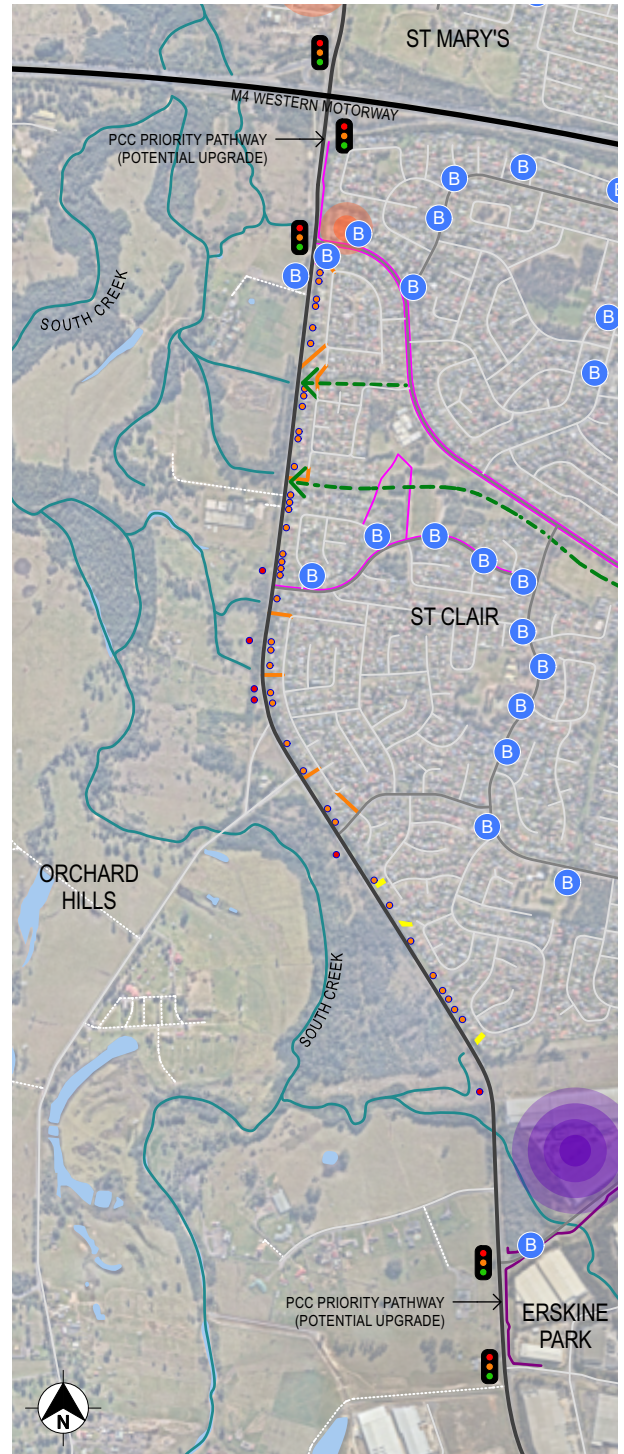 ST MARY'S
M4 WESTERN MOTORWAY
PCC PRIORITY PATHWAY
(POTENTIAL UPGRADE)
B
B
B
B
B
B
B
B
SOUTH CREEK
B
B
B
B
B
B
B
B
ST CLAIR
B
B
B
B
B
B
ORCHARD
HILLS
SOUTH CREEK
B
PCC PRIORITY PATHWAY
(POTENTIAL UPGRADE)
ERSKINE
PARK
N